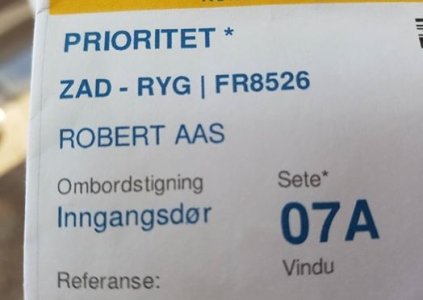 PRIORITET *
ZAD - RYG | FR8526
ROBERT AAS
Ombordstigning Sete*
Inngangsdør 07A
Vindu
Referanse: